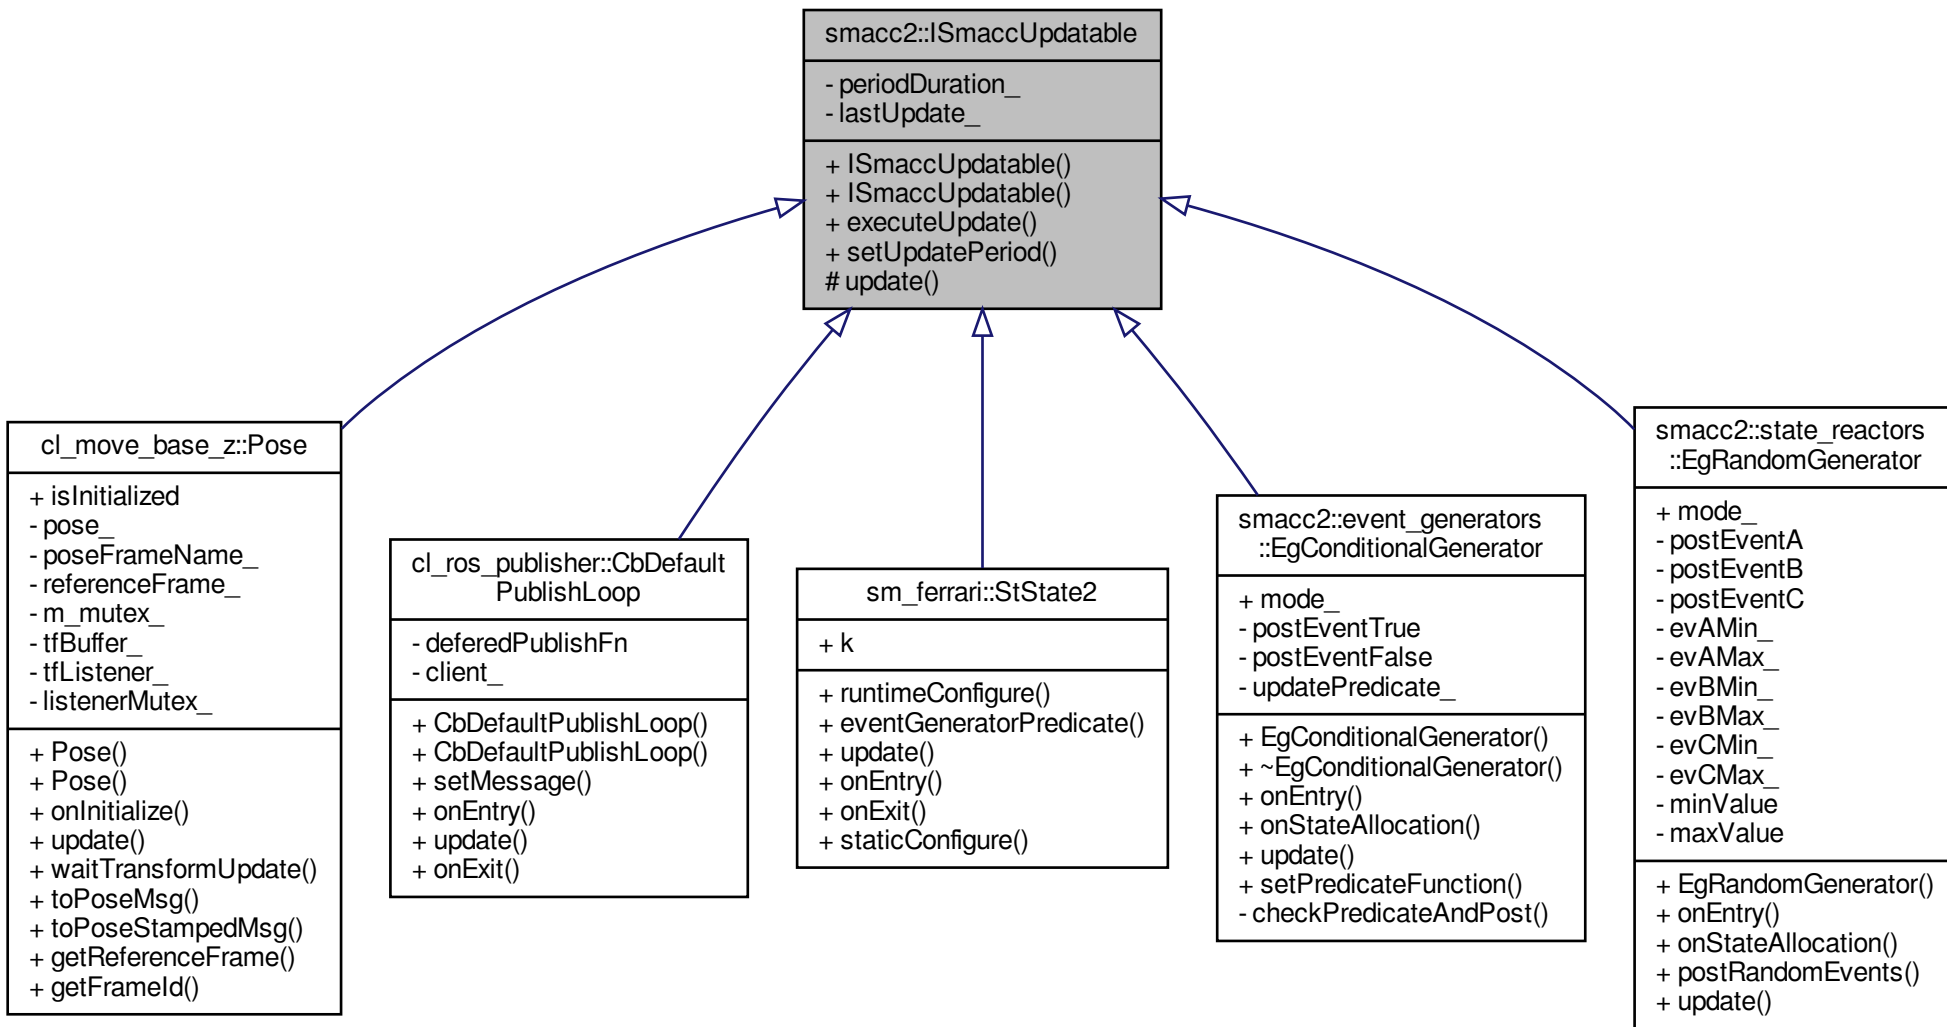 smacc2::ISmaccUpdatable
- periodDuration_
- lastUpdate_
+ ISmaccUpdatable()
+ ISmaccUpdatable()
+ executeUpdate()
+ setUpdatePeriod()
# update()
cl_move_base_z::Pose
+ isInitialized
- pose_
- poseFrameName_
- referenceFrame_
- m_mutex_
- tfBuffer_
- tfListener_
- listenerMutex_
+ Pose()
+ Pose()
+ onInitialize()
+ update()
+ waitTransformUpdate()
+ toPoseMsg()
+ toPoseStampedMsg()
+ getReferenceFrame()
+ getFrameId()
cl_ros_publisher::CbDefault
PublishLoop
- deferedPublishFn
- client_
+ CbDefaultPublishLoop()
+ CbDefaultPublishLoop()
+ setMessage()
+ onEntry()
+ update()
+ onExit()
sm_ferrari::StState2
+ k
+ runtimeConfigure()
+ eventGeneratorPredicate()
+ update()
+ onEntry()
+ onExit()
+ staticConfigure()
smacc2::event_generators
::EgConditionalGenerator
+ mode_
- postEventTrue
- postEventFalse
- updatePredicate_
+ EgConditionalGenerator()
+ ~EgConditionalGenerator()
+ onEntry()
+ onStateAllocation()
+ update()
+ setPredicateFunction()
- checkPredicateAndPost()
smacc2::state_reactors
::EgRandomGenerator
+ mode_
- postEventA
- postEventB
- postEventC
- evAMin_
- evAMax_
- evBMin_
- evBMax_
- evCMin_
- evCMax_
- minValue
- maxValue
+ EgRandomGenerator()
+ onEntry()
+ onStateAllocation()
+ postRandomEvents()
+ update()